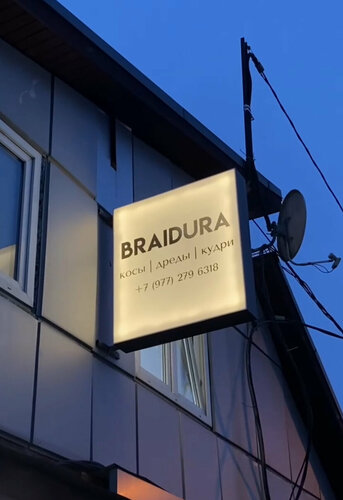 BRAIDURA
косы | дреды | кудри
+7 (977) 279 6318